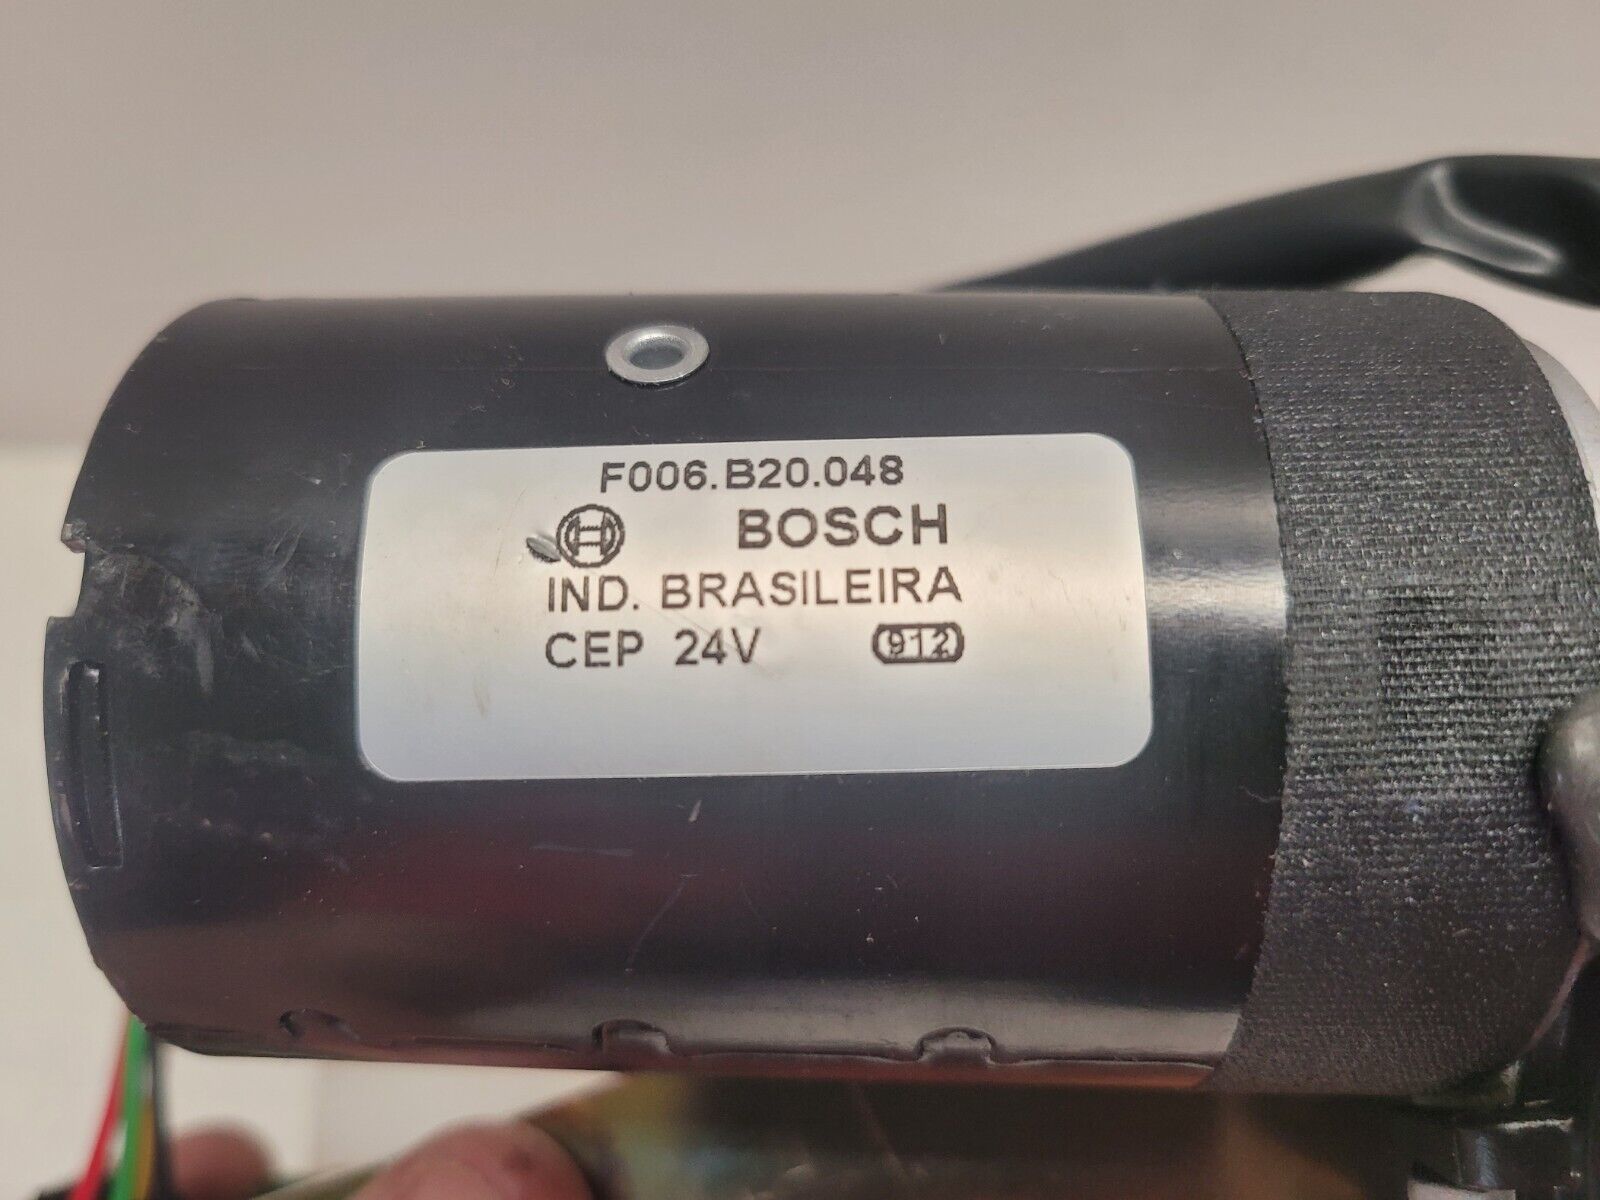 F006.B20.048
BOSCH
IND. BRASILEIRA
CEP 24V 912